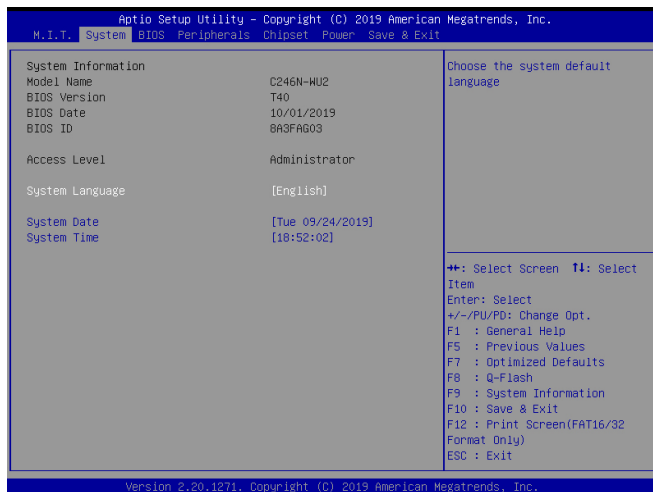 Aptio Setup Utility – Copyright (C) 2019 American Megatrends, Inc.
M.I.T. System BIOS Peripherals Chipset Power Save & Exit
System Information
Model Name C246N-WU2
BIOS Version T40
BIOS Date 10/01/2019
BIOS ID 8A3FAG03
Access Level Administrator
System Language [English]
System Date [Tue 09/24/2019]
System Time [18:52:02]
Choose the system default
language
→←: Select Screen ↑↓: Select
Item
Enter: Select
+/-/PU/PD: Change Opt.
F1 : General Help
F5 : Previous Values
F7 : Optimized Defaults
F8 : Q-Flash
F9 : System Information
F10 : Save & Exit
F12 : Print Screen(FAT16/32
Format Only)
ESC : Exit
Version 2.20.1271. Copyright (C) 2019 American Megatrends, Inc.